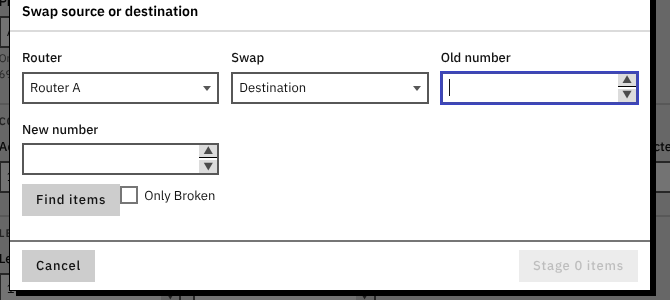 Swap source or destination
Router
Swap
Old number
Router A
Destination
New number
Find items
Only Broken
Cancel
Stage 0 items